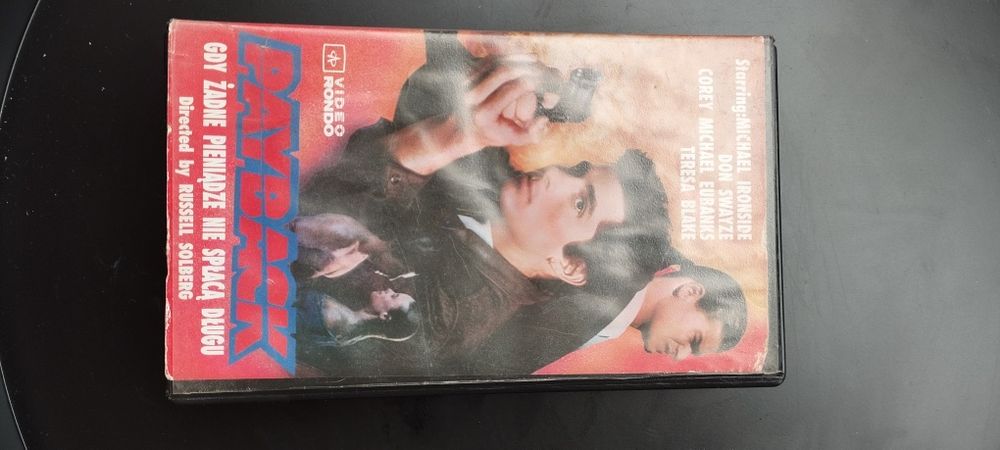 Starring:MICHAEL IRONSIDE
DON SWAYZE
COREY MICHAEL EUBANKS
TERESA BLAKE
VIDEO
RONDO
PAYBACK
GDY ŻADNE PIENIĄDZE NIE SPŁACĄ DŁUGU
Directed by RUSSELL SOLBERG